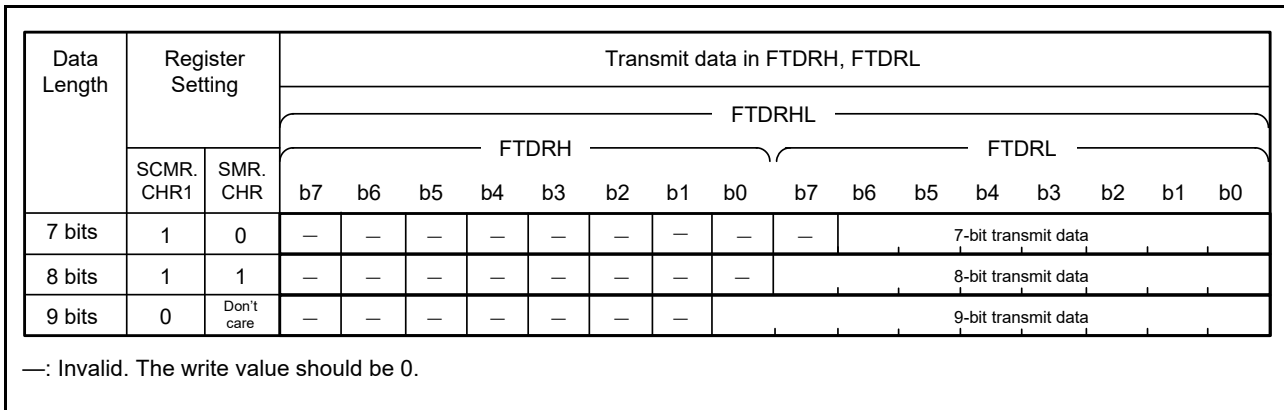 Data Length Register Setting Transmit data in FTDRH, FTDRL
FTDRHL
FTDRH FTDRL
SCMR. CHR1 SMR. CHR b7 b6 b5 b4 b3 b2 b1 b0 b7 b6 b5 b4 b3 b2 b1 b0
7 bits 1 0 — — — — — — — — — 7-bit transmit data
8 bits 1 1 — — — — — — — — 8-bit transmit data
9 bits 0 Don't care — — — — — — — 9-bit transmit data
—: Invalid. The write value should be 0.